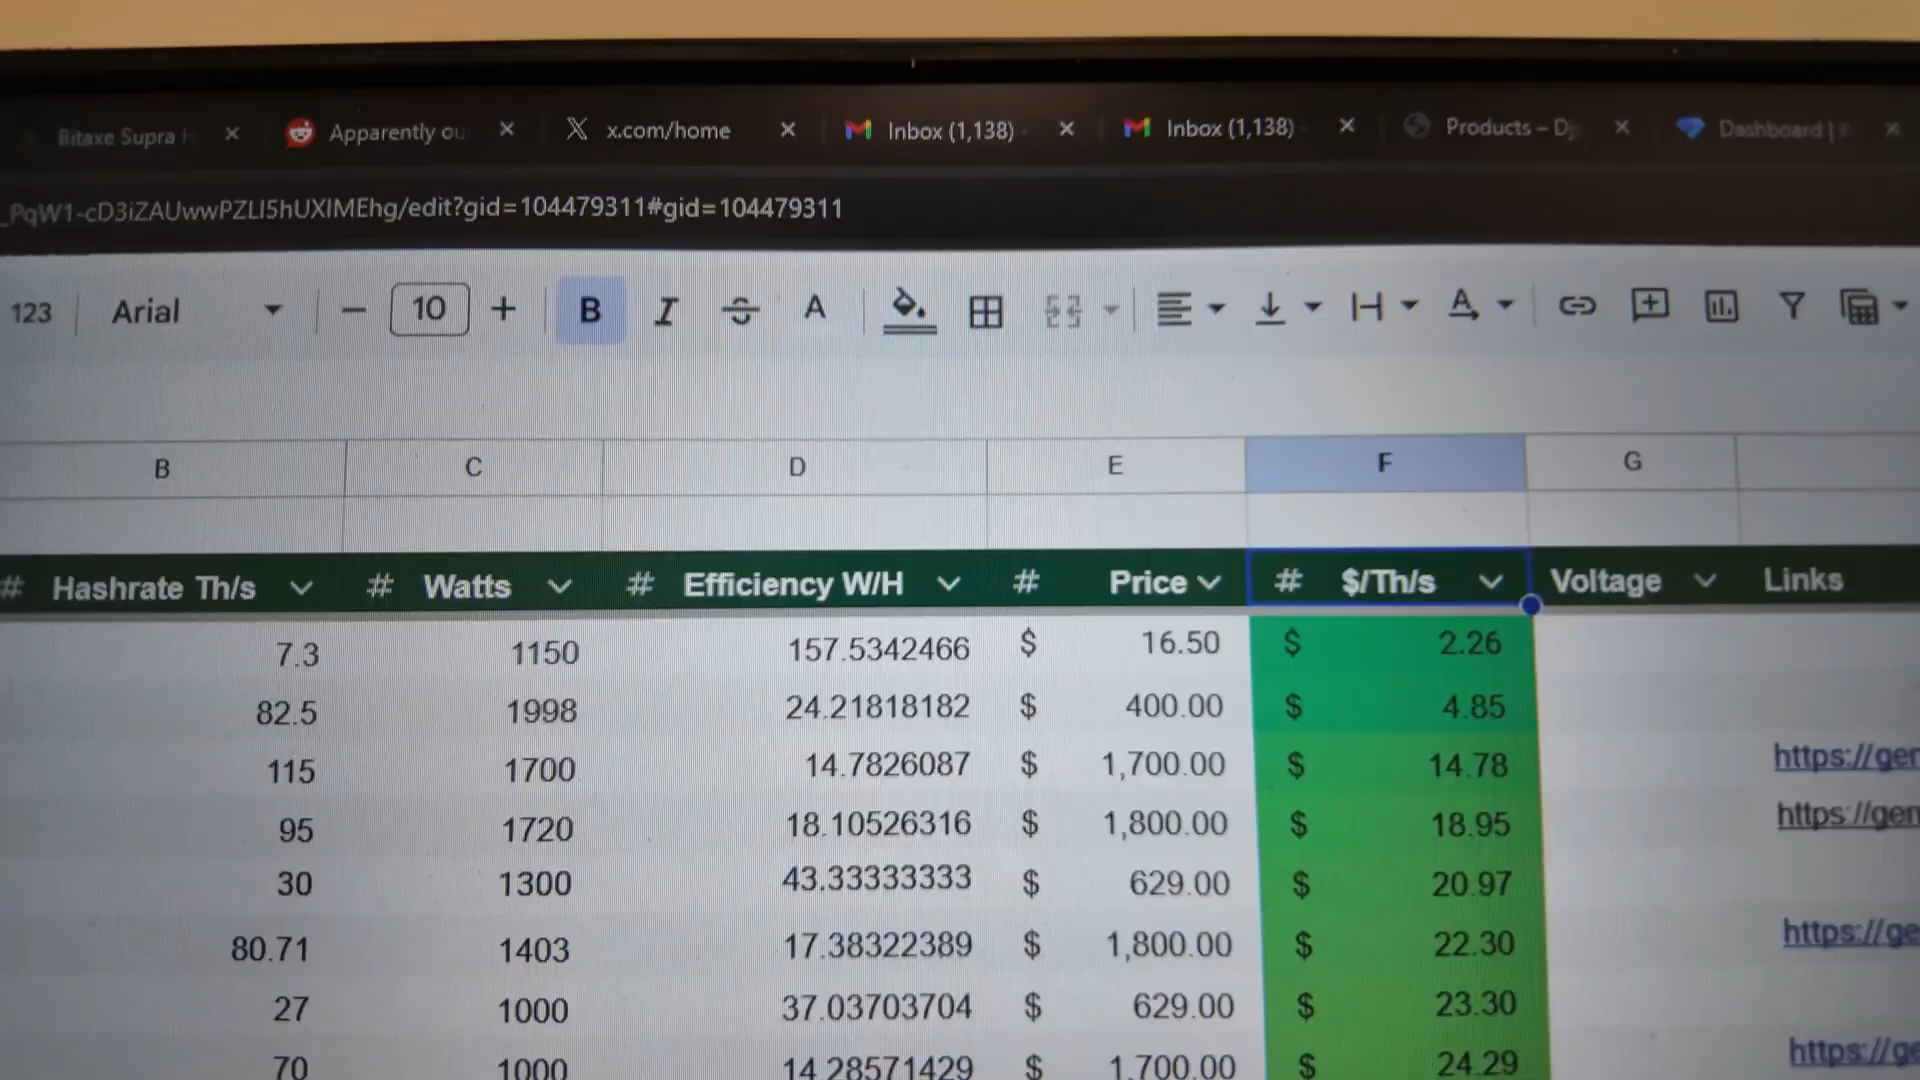 Bitaxe Supra
Apparently ou
x.com/home
Inbox (1,138) -
Inbox (1,138)
Products – Dj
Dashboard |
_PqW1-cD3iZAUwwPZLI5hUXIMEhg/edit?gid=104479311#gid=104479311
123 Arial − 10 + B I S A
B C D E F G
# Hashrate Th/s # Watts # Efficiency W/H # Price # $/Th/s Voltage Links
7.3 1150 157.5342466 $ 16.50 $ 2.26
82.5 1998 24.21818182 $ 400.00 $ 4.85
115 1700 14.7826087 $ 1,700.00 $ 14.78 https://ger
95 1720 18.10526316 $ 1,800.00 $ 18.95 https://gen
30 1300 43.33333333 $ 629.00 $ 20.97
80.71 1403 17.38322389 $ 1,800.00 $ 22.30 https://ge
27 1000 37.03703704 $ 629.00 $ 23.30
70 1000 14.28571429 $ 1,700.00 $ 24.29 https://ge